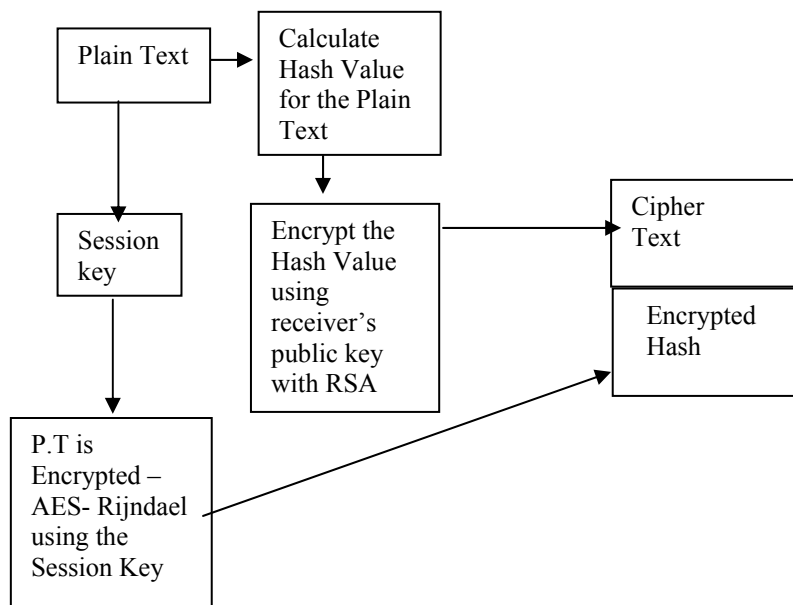 Plain Text
Calculate
Hash Value
for the Plain
Text
Session
key
Encrypt the
Hash Value
using
receiver’s
public key
with RSA
Cipher
Text
Encrypted
Hash
P.T is
Encrypted –
AES- Rijndael
using the
Session Key